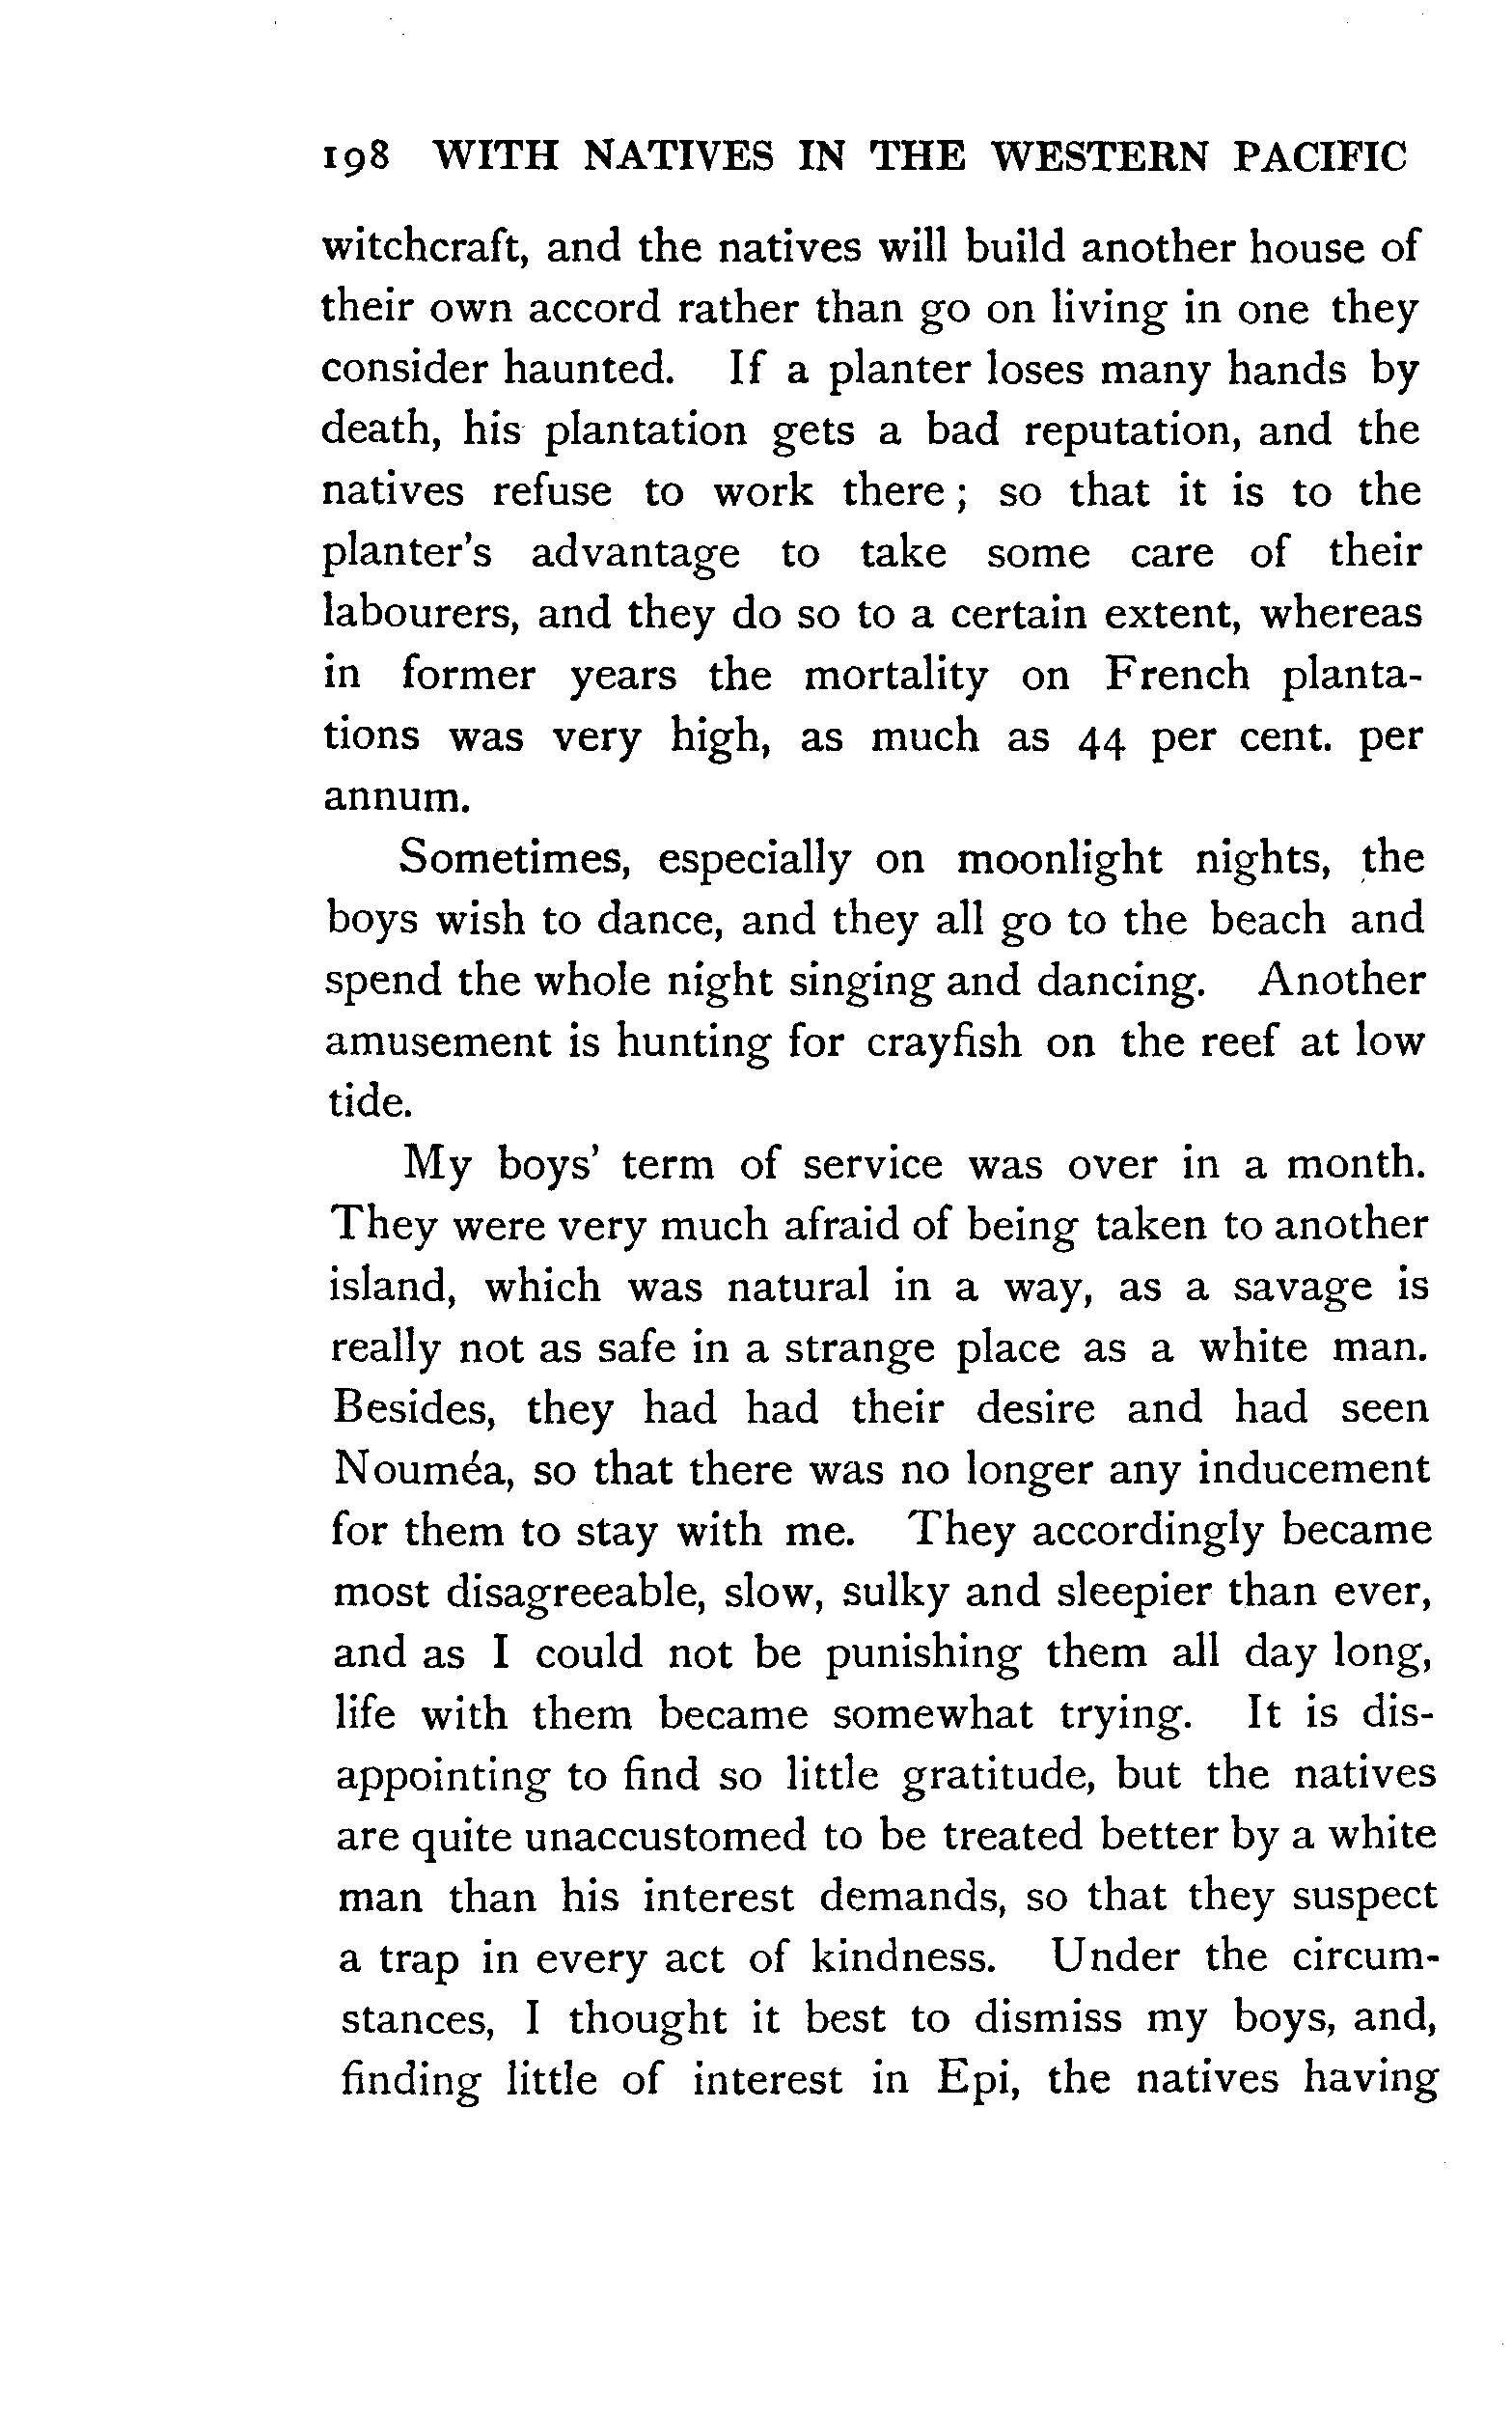 198 WITH NATIVES IN THE WESTERN PACIFIC
witchcraft, and the natives will build another house of
their own accord rather than go on living in one they
consider haunted. If a planter loses many hands by
death, his plantation gets a bad reputation, and the
natives refuse to work there; so that it is to the
planter's advantage to take some care of their
labourers, and they do so to a certain extent, whereas
in former years the mortality on French planta-
tions was very high, as much as 44 per cent. per
annum.
Sometimes, especially on moonlight nights, the
boys wish to dance, and they all go to the beach and
spend the whole night singing and dancing. Another
amusement is hunting for crayfish on the reef at low
tide.
My boys' term of service was over in a month.
They were very much afraid of being taken to another
island, which was natural in a way, as a savage is
really not as safe in a strange place as a white man.
Besides, they had had their desire and had seen
Nouméa, so that there was no longer any inducement
for them to stay with me. They accordingly became
most disagreeable, slow, sulky and sleepier than ever,
and as I could not be punishing them all day long,
life with them became somewhat trying. It is dis-
appointing to find so little gratitude, but the natives
are quite unaccustomed to be treated better by a white
man than his interest demands, so that they suspect
a trap in every act of kindness. Under the circum-
stances, I thought it best to dismiss my boys, and,
finding little of interest in Epi, the natives having